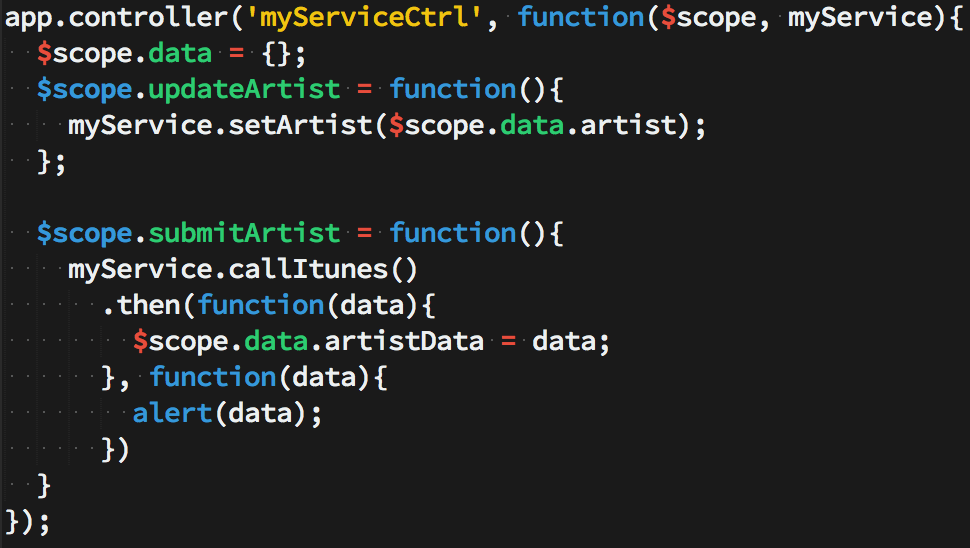 app.controller('myServiceCtrl', function($scope, myService){
  $scope.data = {};
  $scope.updateArtist = function(){
    myService.setArtist($scope.data.artist);
  };

  $scope.submitArtist = function(){
    myService.callItunes()
      .then(function(data){
        $scope.data.artistData = data;
      }, function(data){
        alert(data);
      })
  }
});